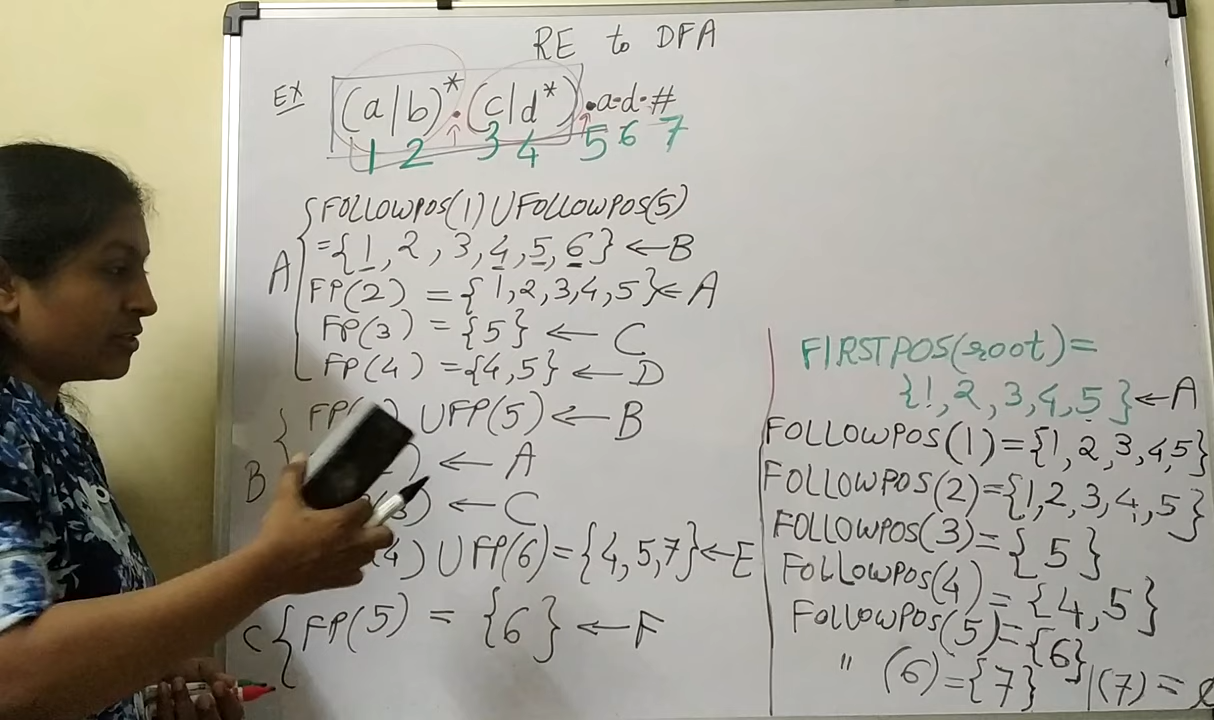 RE to DFA
EX (a|b)* . (c|d*) . a.d.#
1 2 3 4 5 6 7
FOLLOWPOS(1) ∪ FOLLOWPOS(5)
= {1, 2, 3, 4, 5, 6} ← B
A
FP(2) = {1,2,3,4,5} ← A
FP(3) = {5} ← C
FP(4) = {4,5} ← D
FP( ) ∪ FP(5) ← B
B
) ← A
) ← C
4) ∪ FP(6) = {4, 5, 7} ← E
C { FP(5) = {6} ← F
FIRSTPOS(root) =
{1, 2, 3, 4, 5} ← A
FOLLOWPOS(1) = {1, 2, 3, 4, 5}
FOLLOWPOS(2) = {1, 2, 3, 4, 5}
FOLLOWPOS(3) = {5}
FOLLOWPOS(4) = {4, 5}
FOLLOWPOS(5) = {6}
" (6) = {7} |(7) =